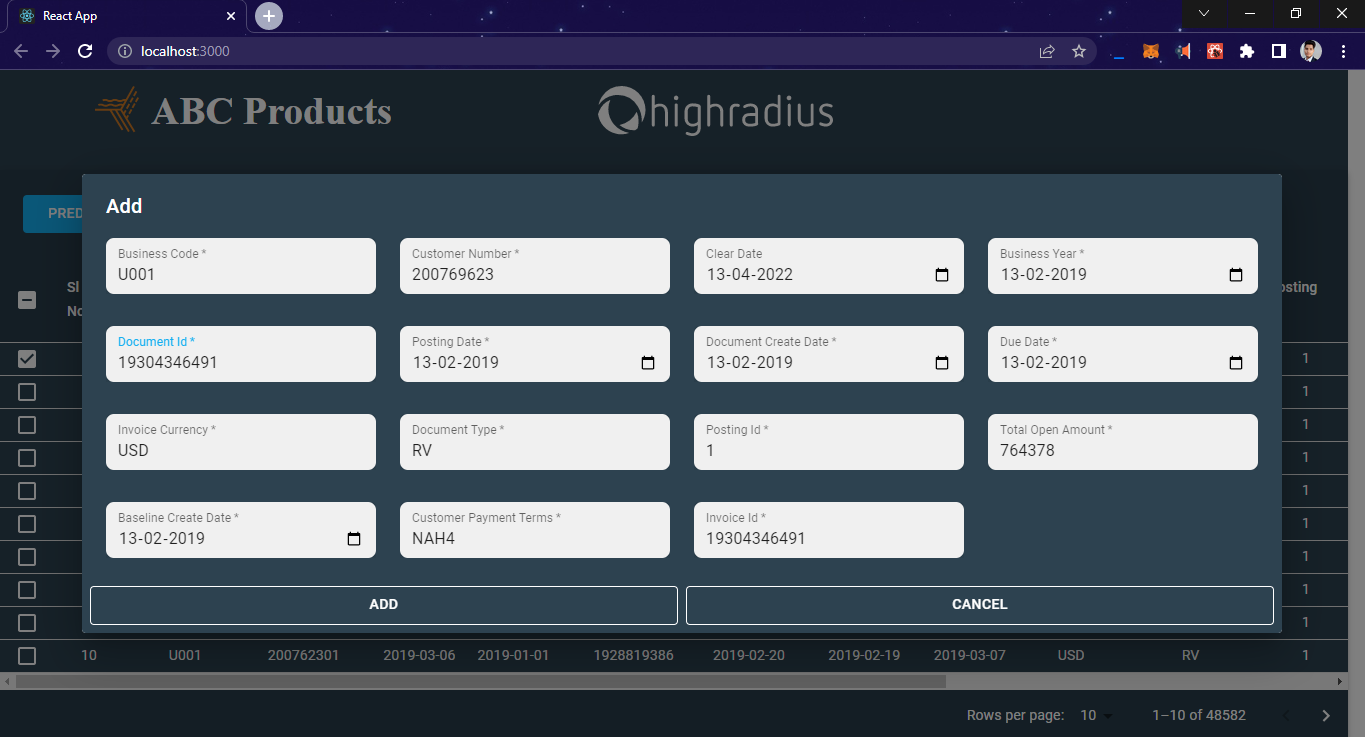 React App
localhost:3000
ABC Products
highradius
PRED
Add
Business Code *
U001
Customer Number *
200769623
Clear Date
13-04-2022
Business Year *
13-02-2019
Sl
No
osting
Document Id *
19304346491
Posting Date *
13-02-2019
Document Create Date *
13-02-2019
Due Date *
13-02-2019
1
1
1
Invoice Currency *
USD
Document Type *
RV
Posting Id *
1
Total Open Amount *
764378
1
1
Baseline Create Date *
13-02-2019
Customer Payment Terms *
NAH4
Invoice Id *
19304346491
1
1
1
1
ADD
CANCEL
10 U001 200762301 2019-03-06 2019-01-01 1928819386 2019-02-20 2019-02-19 2019-03-07 USD RV 1
Rows per page: 10 1–10 of 48582